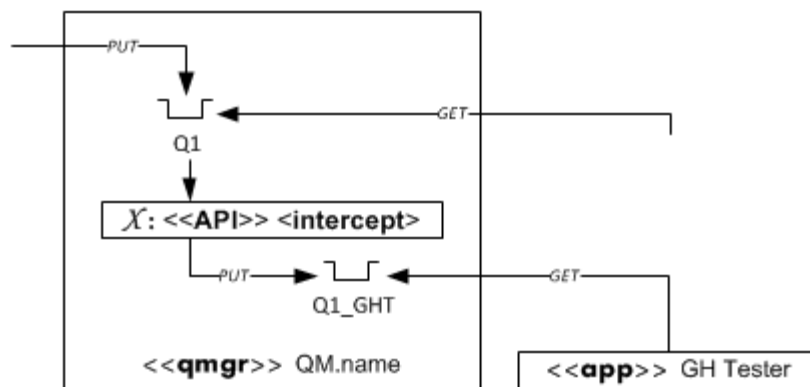 PUT
GET
Q1
X: <<API>> <intercept>
PUT
GET
Q1_GHT
<<qmgr>> QM.name
<<app>> GH Tester